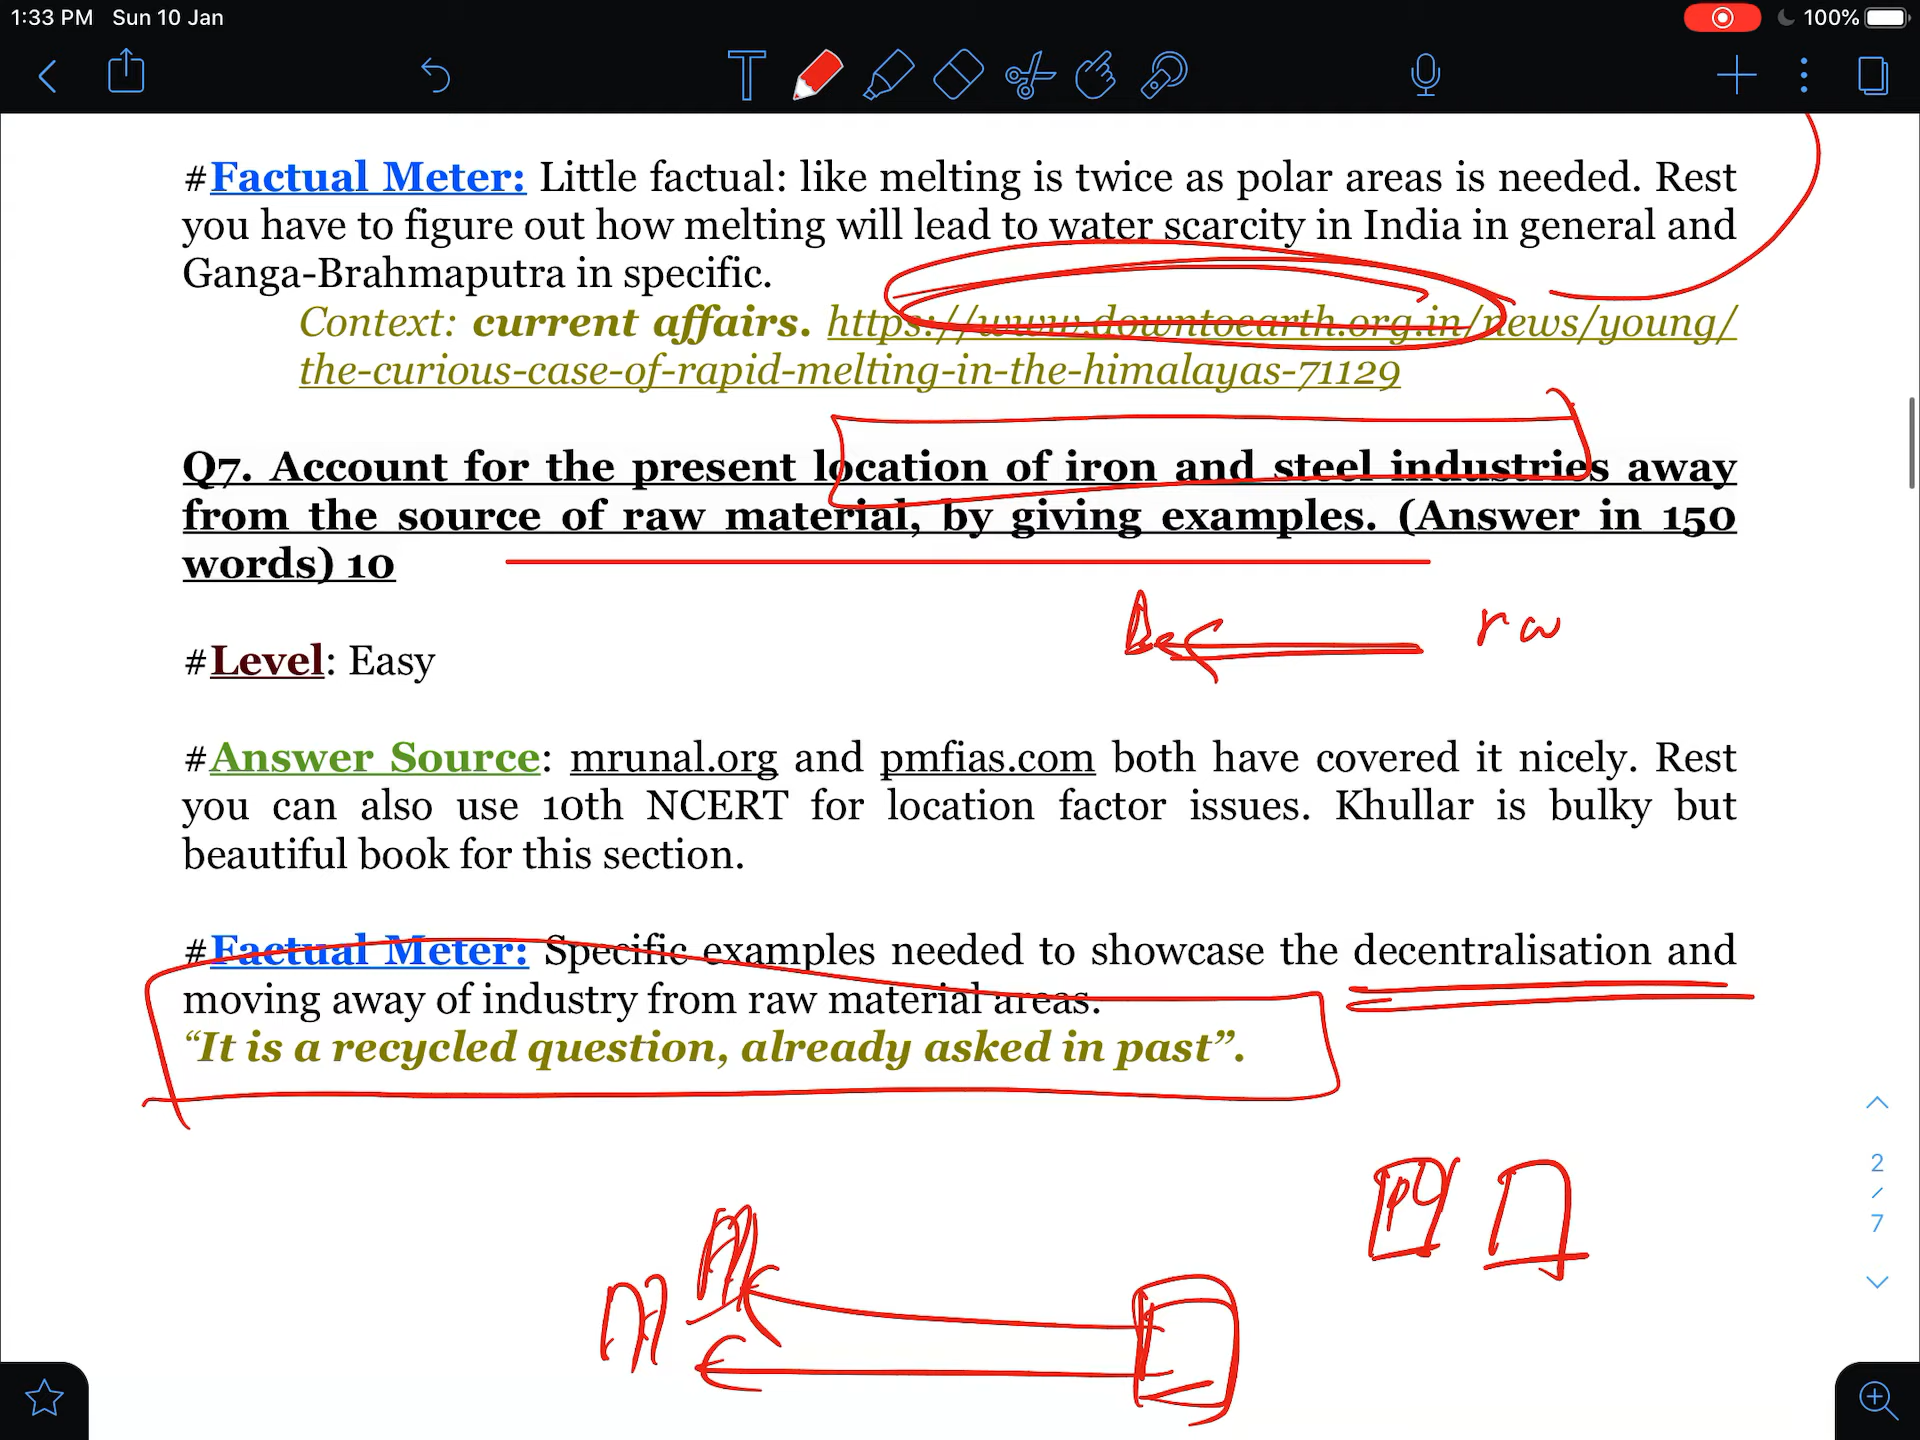 1:33 PM Sun 10 Jan
100%
#Factual Meter: Little factual: like melting is twice as polar areas is needed. Rest
you have to figure out how melting will lead to water scarcity in India in general and
Ganga-Brahmaputra in specific.
Context: current affairs. https://www.downtoearth.org.in/news/young/
the-curious-case-of-rapid-melting-in-the-himalayas-71129
Q7. Account for the present location of iron and steel industries away
from the source of raw material, by giving examples. (Answer in 150
words) 10
#Level: Easy
#Answer Source: mrunal.org and pmfias.com both have covered it nicely. Rest
you can also use 10th NCERT for location factor issues. Khullar is bulky but
beautiful book for this section.
#Factual Meter: Specific examples needed to showcase the decentralisation and
moving away of industry from raw material areas.
“It is a recycled question, already asked in past”.
2
/
7